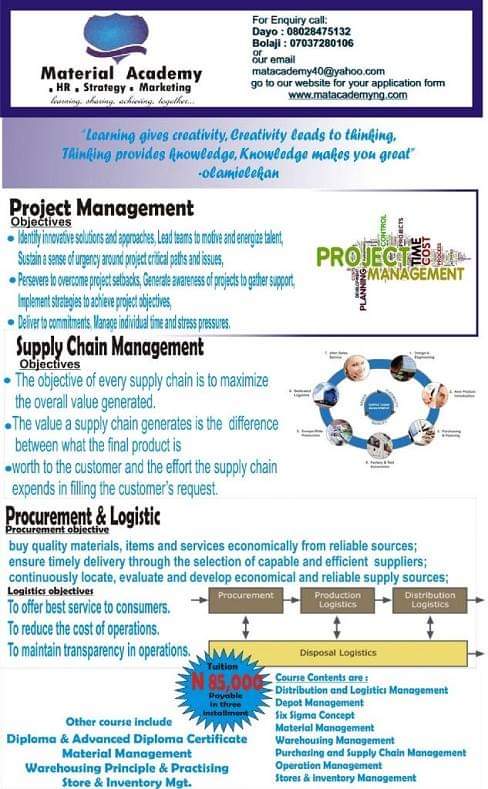 Material Academy
. HR . Strategy . Marketing
learning, sharing, achieving, together...
For Enquiry call:
Dayo : 08028475132
Bolaji : 07037280106
or
our email
matacademy40@yahoo.com
go to our website for your application form
www.matacademyng.com
"Learning gives creativity, Creativity leads to thinking,
Thinking provides knowledge, Knowledge makes you great"
-olamielekan
Project Management
Objectives
• Identify innovative solutions and approaches, Lead teams to motive and energize talent,
Sustain a sense of urgency around project critical paths and issues,
• Persevere to overcome project setbacks, Generate awareness of projects to gather support,
Implement strategies to achieve project objectives,
• Deliver to commitments, Manage individual time and stress pressures.
PROJECT
MANAGEMENT
PLANNING
TIME
COST
CONTROL
PROJECTS
Supply Chain Management
Objectives
• The objective of every supply chain is to maximize
the overall value generated.
•The value a supply chain generates is the difference
between what the final product is
•worth to the customer and the effort the supply chain
expends in filling the customer's request.
SUPPLY CHAIN
MANAGEMENT
Procurement & Logistic
Procurement objective
buy quality materials, items and services economically from reliable sources;
ensure timely delivery through the selection of capable and efficient suppliers;
continuously locate, evaluate and develop economical and reliable supply sources;
Logistics objectives
To offer best service to consumers.
To reduce the cost of operations.
To maintain transparency in operations.
Procurement
Production
Logistics
Distribution
Logistics
Disposal Logistics
Tuition
N 85,000
Payable
in three
installment
Other course include
Diploma & Advanced Diploma Certificate
Material Management
Warehousing Principle & Practising
Store & Inventory Mgt.
Course Contents are :
Distribution and Logistics Management
Depot Management
Six Sigma Concept
Material Management
Warehousing Management
Purchasing and Supply Chain Management
Operation Management
Stores & inventory Management